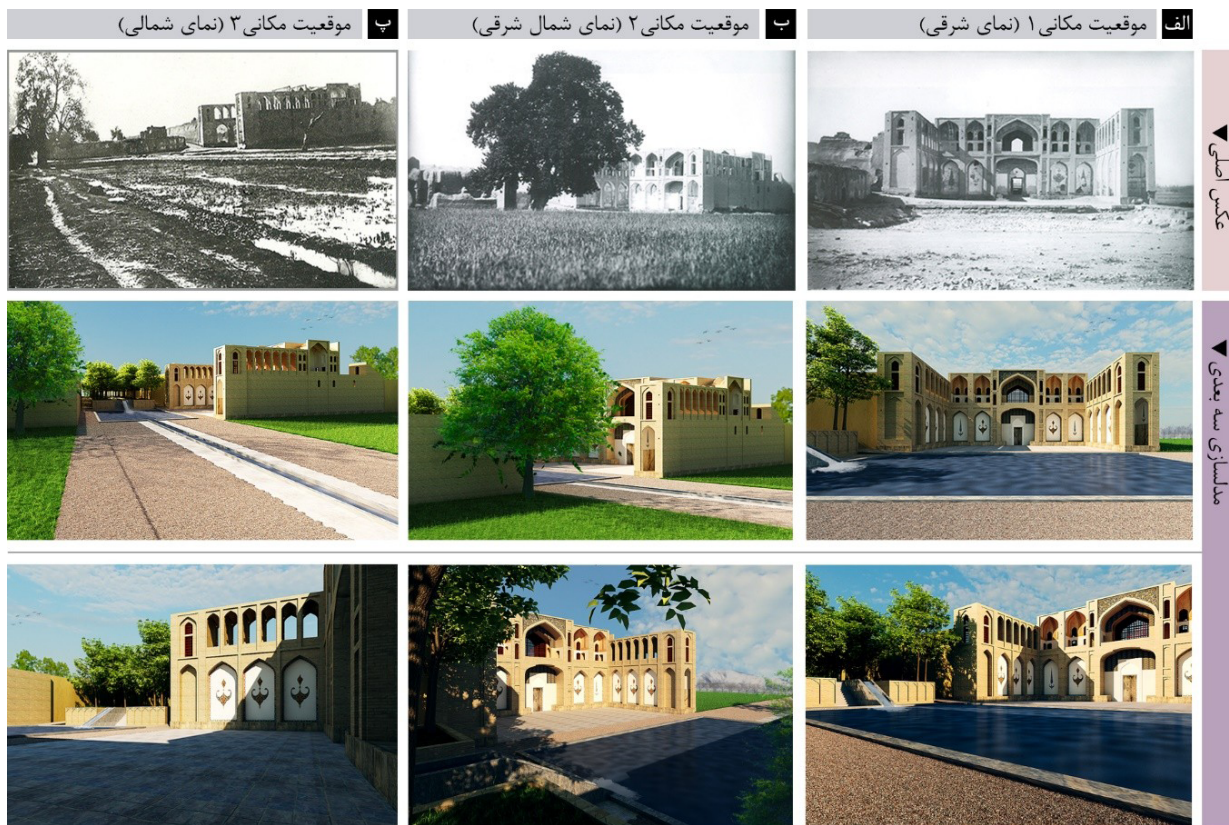 الف موقعیت مکانی۱ (نمای شرقی)
ب موقعیت مکانی۲ (نمای شمال شرقی)
پ موقعیت مکانی۳ (نمای شمالی)
عکس اصلی
مدلسازی سه بعدی